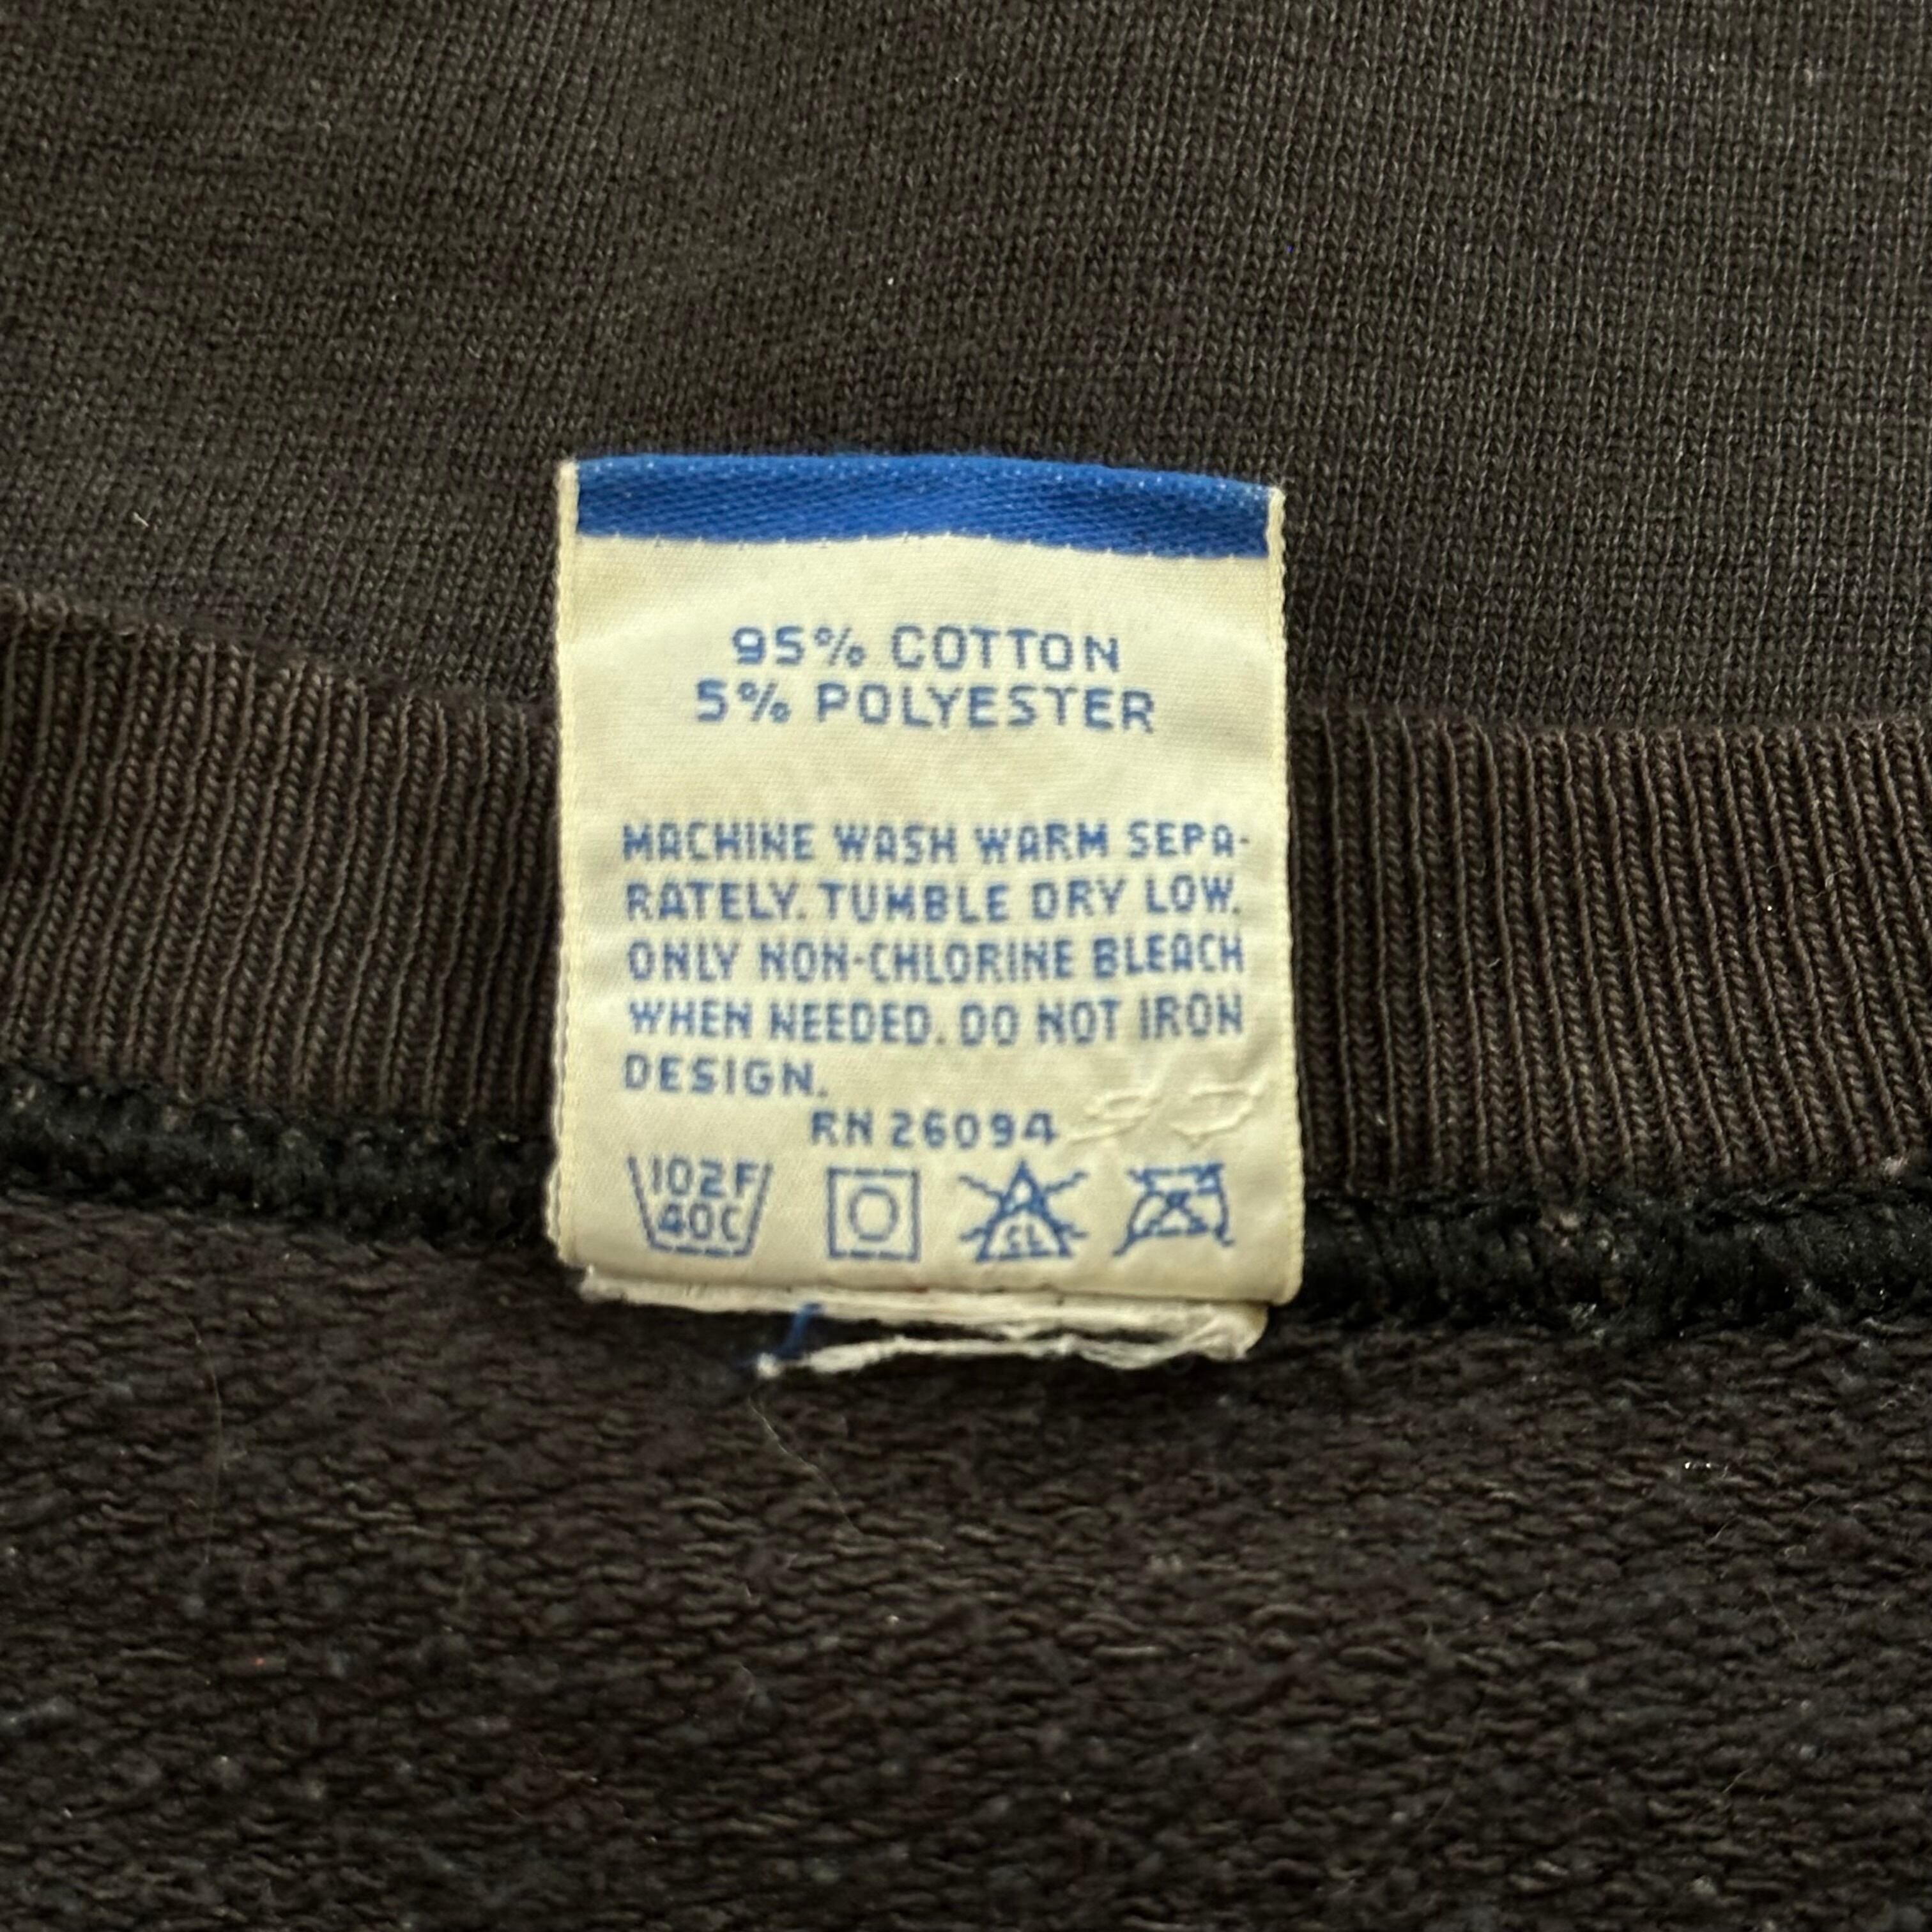 95% COTTON
5% POLYESTER
MACHINE WASH WARM SEPA-
RATELY. TUMBLE DRY LOW.
ONLY NON-CHLORINE BLEACH
WHEN NEEDED. DO NOT IRON
DESIGN.
RN 26094
102F
40C
CL